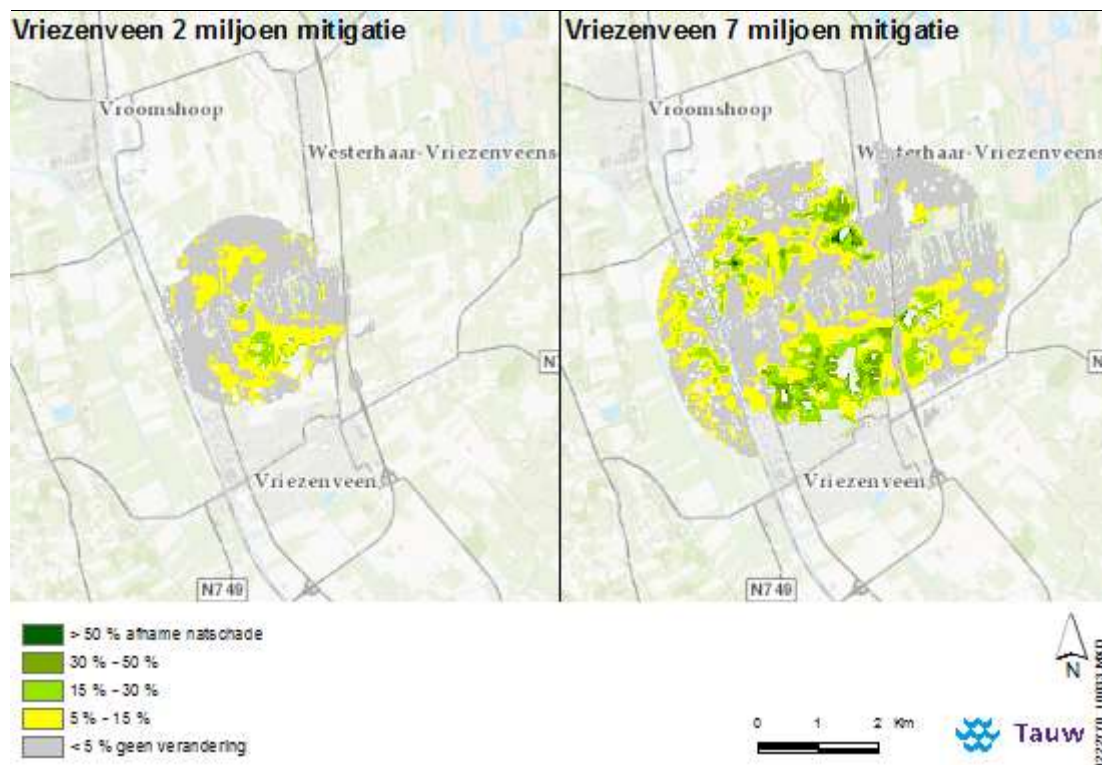 Vriezenveen 2 miljoen mitigatie
Vriezenveen 7 miljoen mitigatie
Vroomshoop
Westerhaar-Vriezenveens
Vriezenveen
N749
N
Vroomshoop
Westerhaar-Vriezenveens
Vriezenveen
N749
N
> 50 % afname natschade
30 % - 50 %
15 % - 30 %
5 % - 15 %
< 5 % geen verandering
0 1 2 Km
N
Tauw